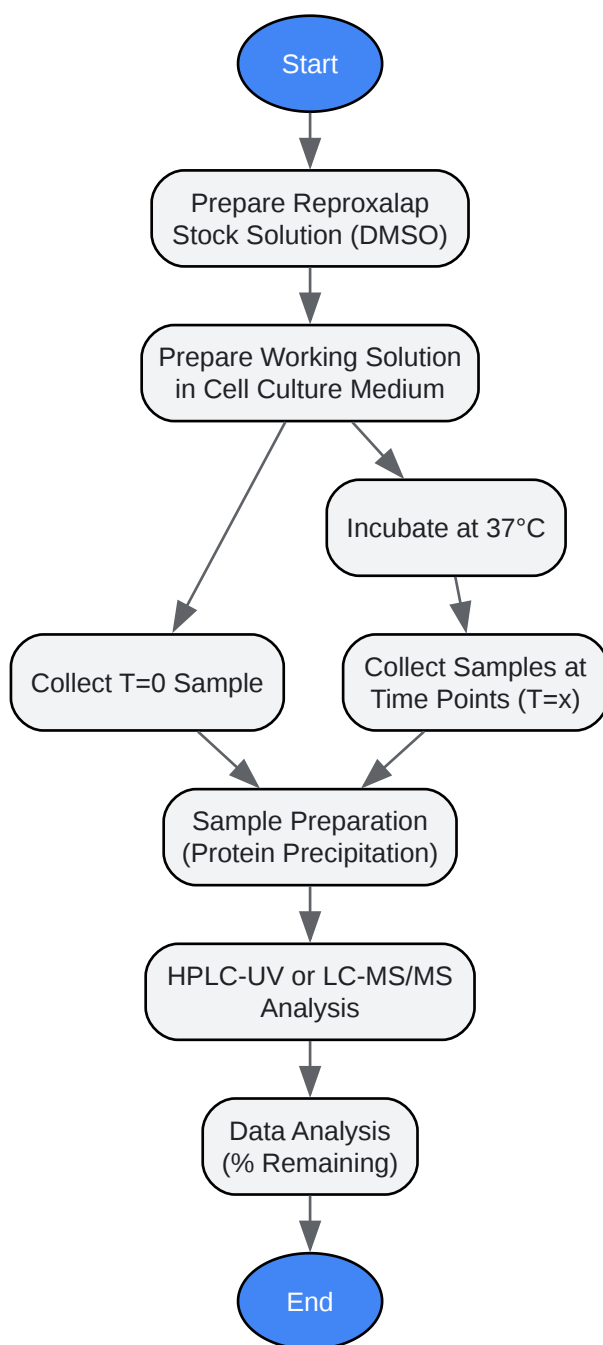 Start
Prepare Reproxalap
Stock Solution (DMSO)
Prepare Working Solution
in Cell Culture Medium
Incubate at 37°C
Collect T=0 Sample
Collect Samples at
Time Points (T=x)
Sample Preparation
(Protein Precipitation)
HPLC-UV or LC-MS/MS
Analysis
Data Analysis
(% Remaining)
End